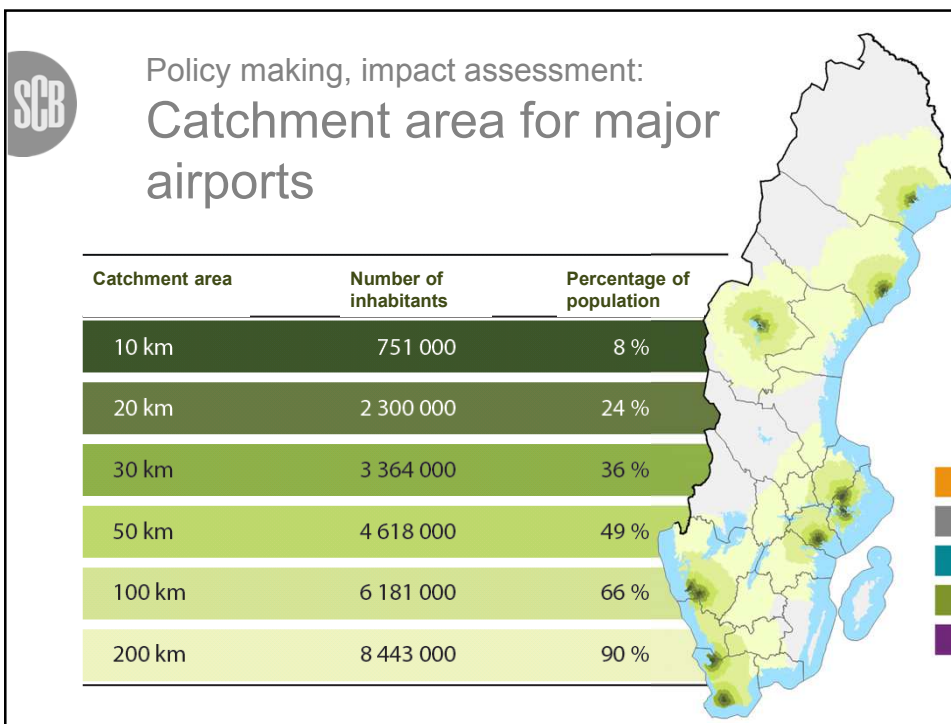 SCB
Policy making, impact assessment:
Catchment area for major
airports
Catchment area Number of inhabitants Percentage of population
10 km 751 000 8 %
20 km 2 300 000 24 %
30 km 3 364 000 36 %
50 km 4 618 000 49 %
100 km 6 181 000 66 %
200 km 8 443 000 90 %